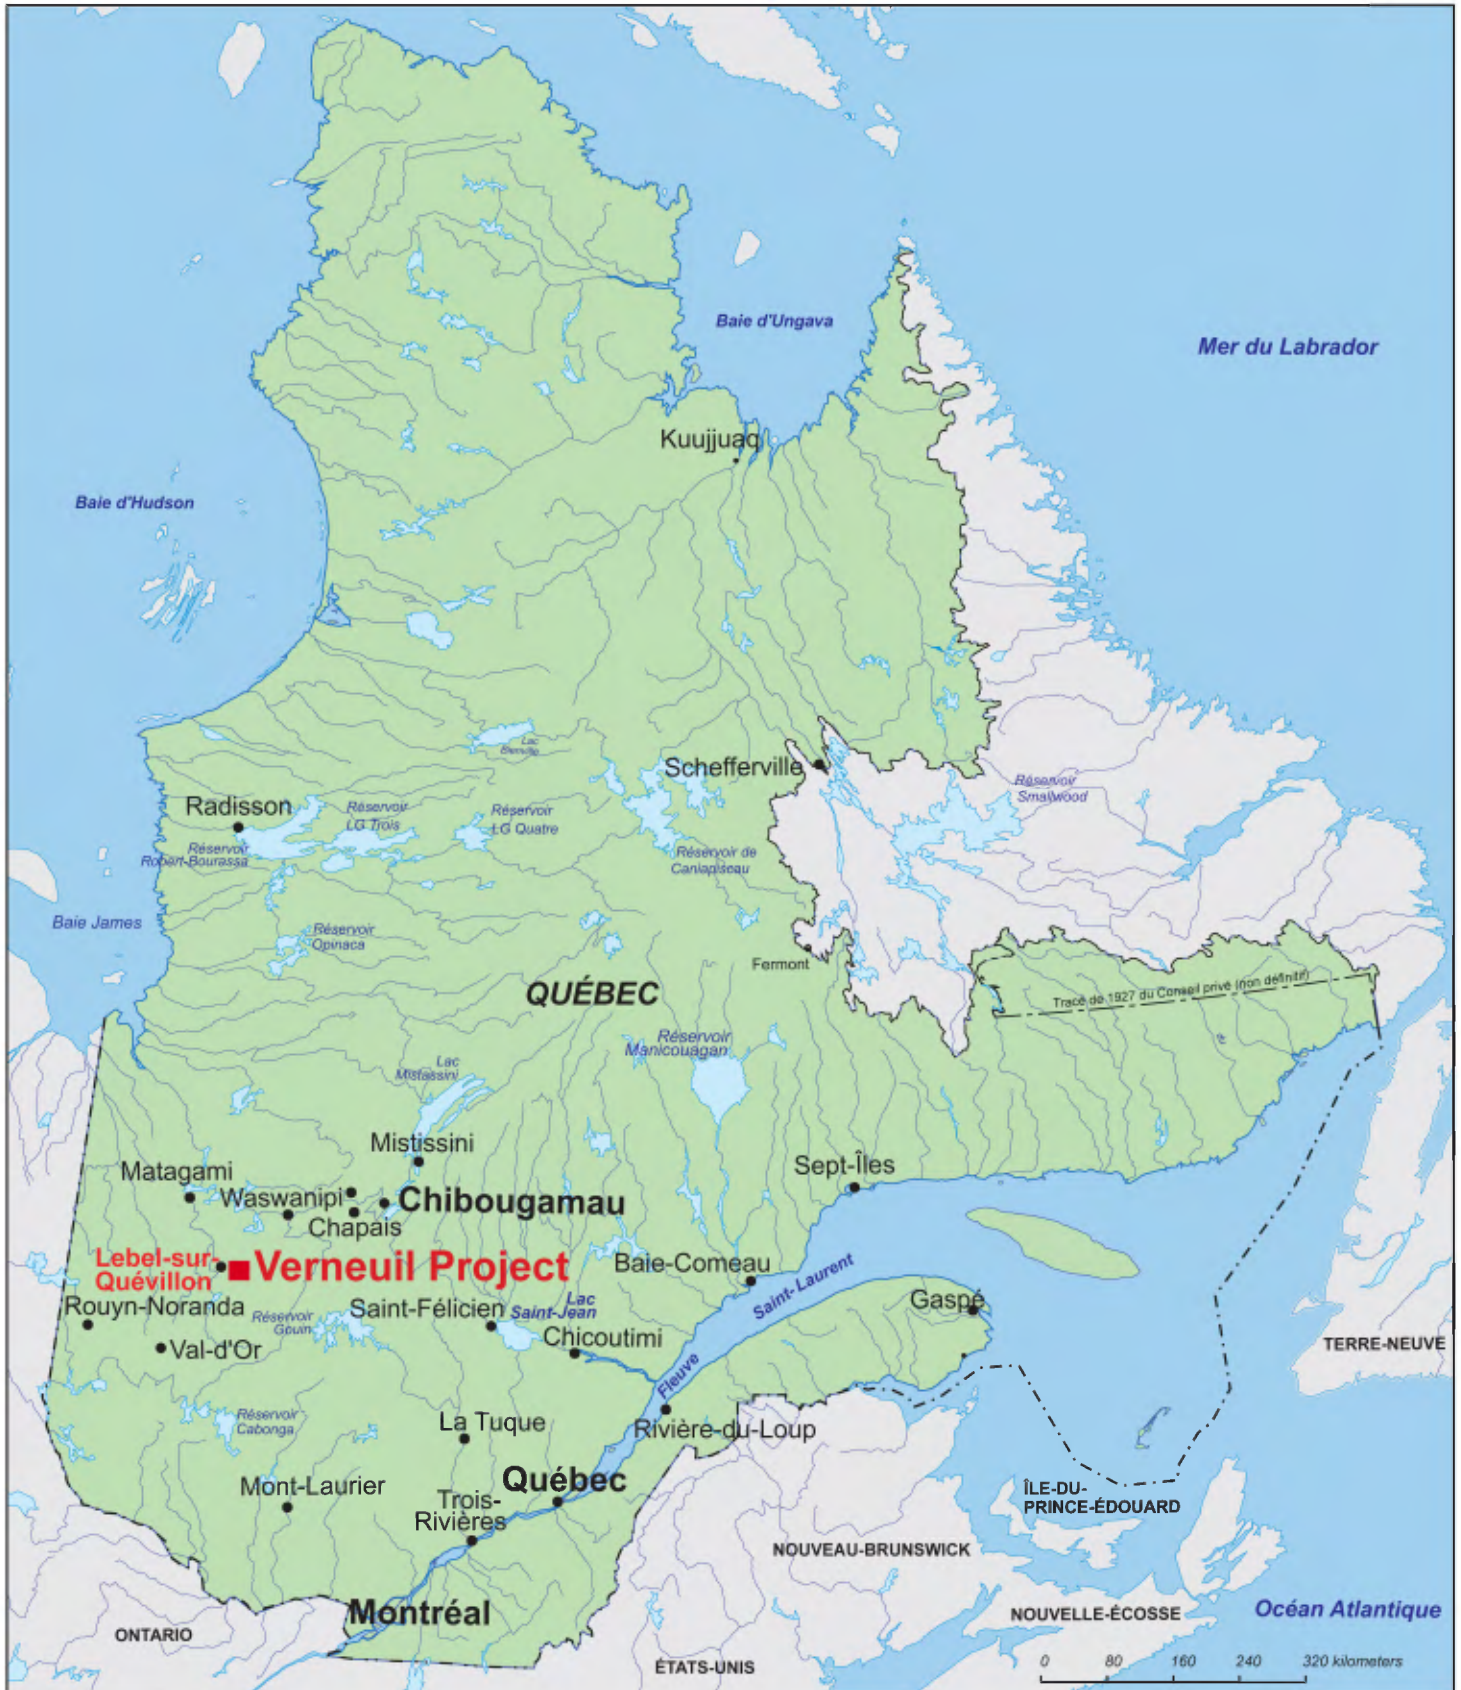 Baie d'Ungava
Mer du Labrador
Kuujjuaq
Baie d'Hudson
Lac
Bienville
Schefferville
Réservoir
Smallwood
Radisson
Réservoir
LG Trois
Réservoir
LG Quatre
Réservoir
Robert-Bourassa
Réservoir de
Caniapiscau
Baie James
Réservoir
Opinaca
Fermont
QUÉBEC
Tracé de 1927 du Conseil privé (non définitif)
Réservoir
Manicouagan
Lac
Mistassini
Mistissini
Matagami
Sept-Îles
Waswanipi
Chibougamau
Chapais
Lebel-sur-
Quévillon
Verneuil Project
Baie-Comeau
Saint-Laurent
Rouyn-Noranda
Réservoir
Gouin
Saint-Félicien
Lac
Saint-Jean
Gaspé
Val-d'Or
Chicoutimi
TERRE-NEUVE
Fleuve
Réservoir
Cabonga
La Tuque
Rivière-du-Loup
Mont-Laurier
Québec
Trois-
Rivières
ÎLE-DU-
PRINCE-ÉDOUARD
NOUVEAU-BRUNSWICK
Montréal
NOUVELLE-ÉCOSSE
Océan Atlantique
ONTARIO
ÉTATS-UNIS
0 80 160 240 320 kilometers